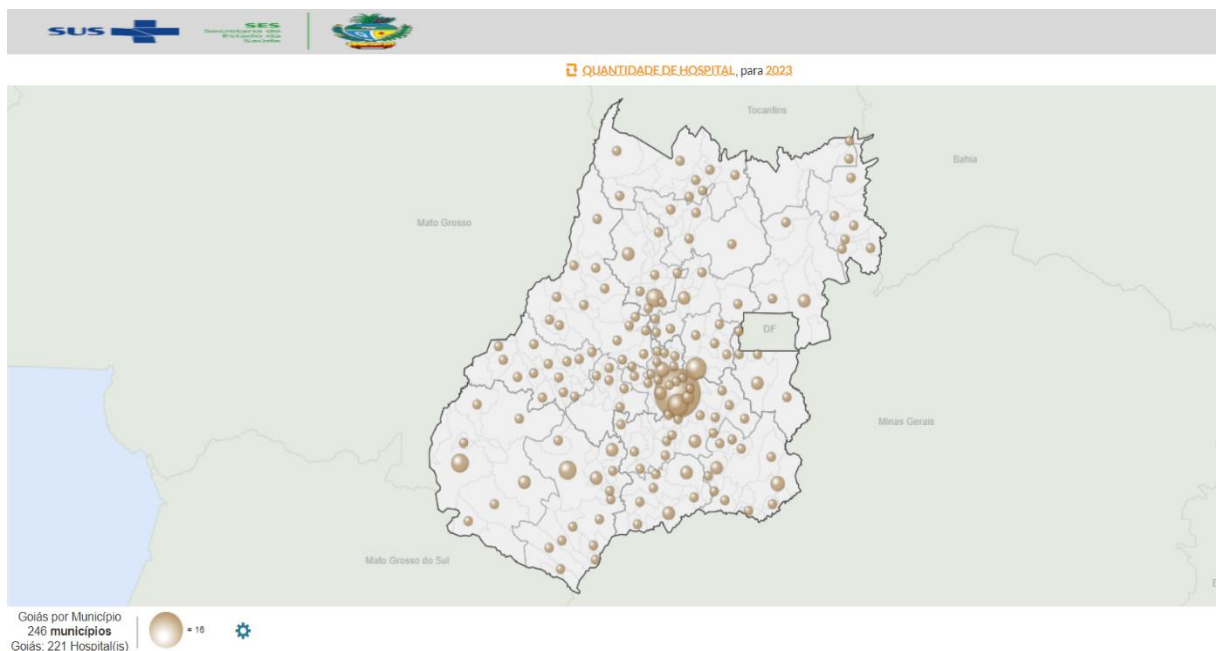 SUS
SES
Secretaria de
Estado da
Saúde
QUANTIDADE DE HOSPITAL, para 2023
Tocantins
Bahia
Mato Grosso
DF
Minas Gerais
Mato Grosso do Sul
E
Goiás por Município
246 municípios
Goiás: 221 Hospital(is)
= 16